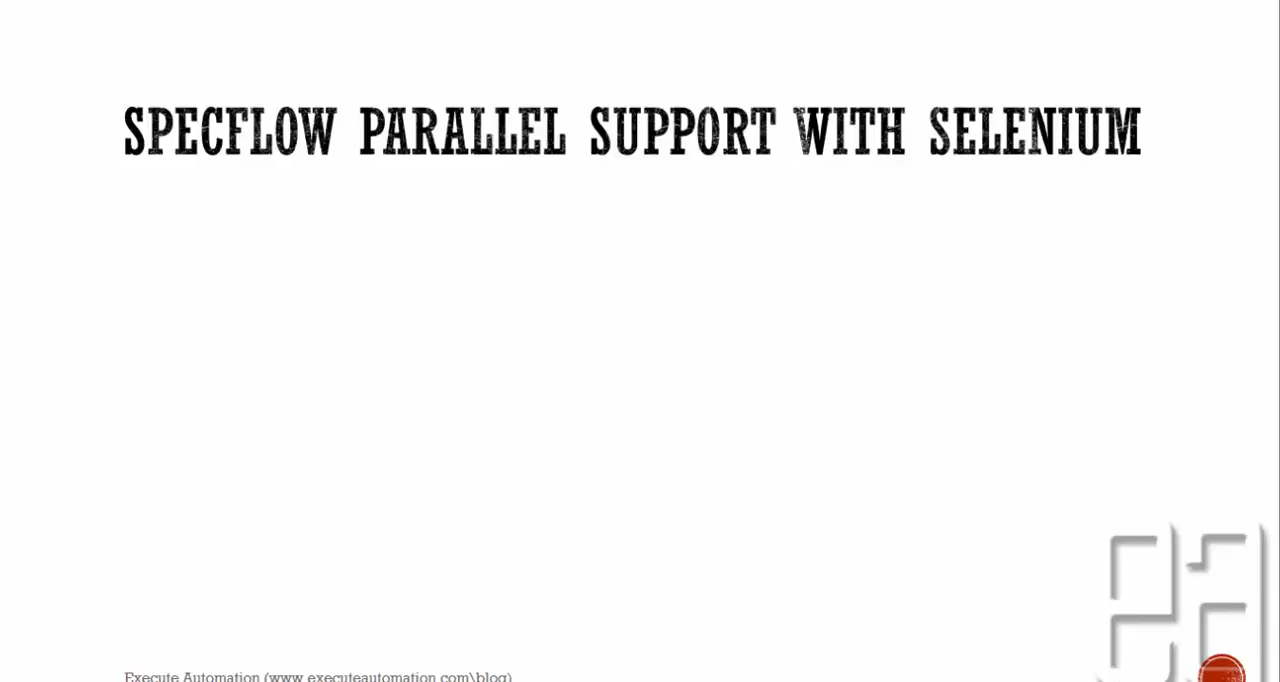 SPECFLOW PARALLEL SUPPORT WITH SELENIUM
Execute Automation (www.executeautomation.com\blog)